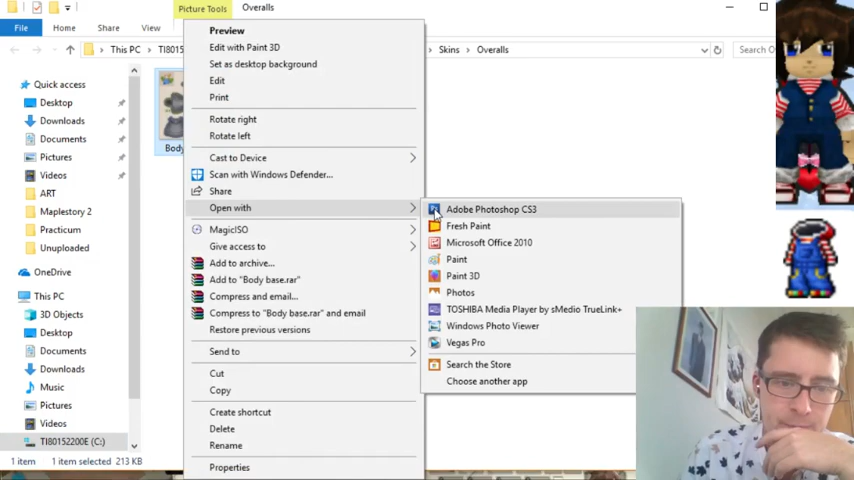 Picture Tools Overalls
File Home Share View
This PC TI8015 Skins Overalls
Quick access
Desktop
Downloads
Documents
Pictures
Videos
ART
Maplestory 2
Practicum
Unuploaded
OneDrive
This PC
3D Objects
Desktop
Documents
Downloads
Music
Pictures
Videos
TI80152200E (C:)
1 item 1 item selected 213 KB
Body
Preview
Edit with Paint 3D
Set as desktop background
Edit
Print
Rotate right
Rotate left
Cast to Device
Scan with Windows Defender...
Share
Open with
MagicISO
Give access to
Add to archive...
Add to "Body base.rar"
Compress and email...
Compress to "Body base.rar" and email
Restore previous versions
Send to
Cut
Copy
Create shortcut
Delete
Rename
Properties
Adobe Photoshop CS3
Fresh Paint
Microsoft Office 2010
Paint
Paint 3D
Photos
TOSHIBA Media Player by sMedio TrueLink+
Windows Photo Viewer
Vegas Pro
Search the Store
Choose another app